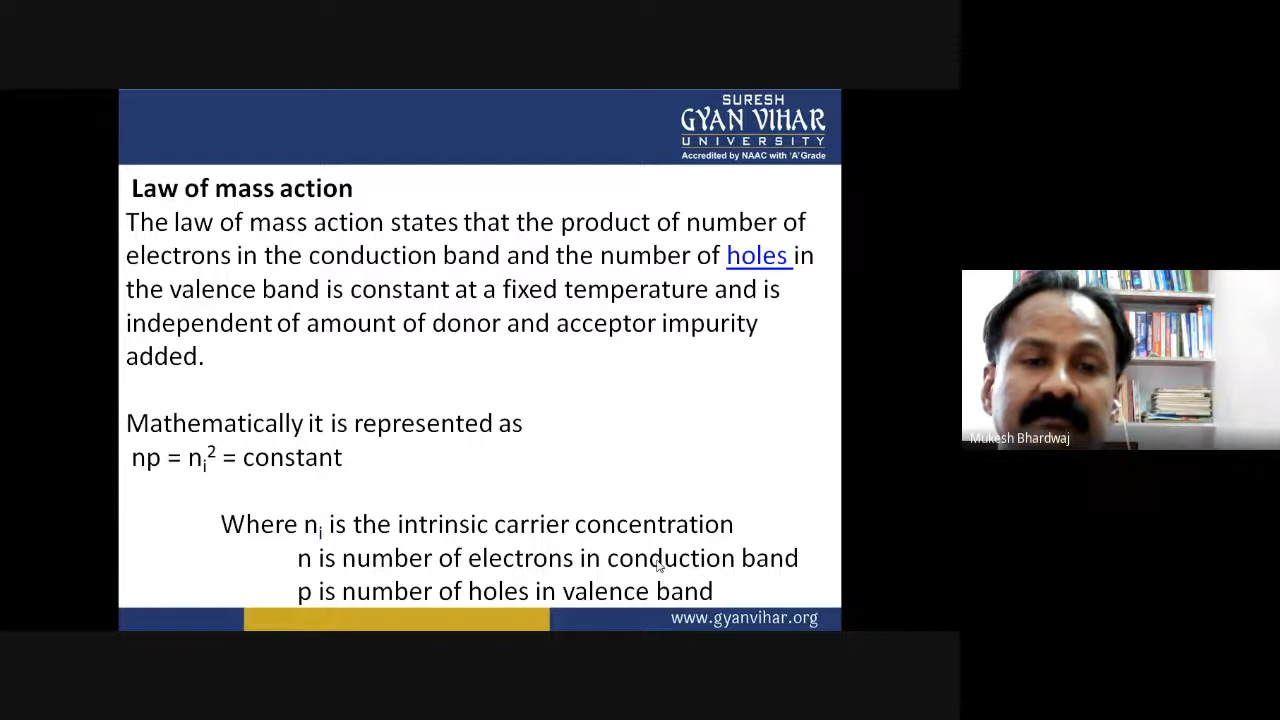 SURESH
GYAN VIHAR
UNIVERSITY
Accredited by NAAC with 'A' Grade
Law of mass action
The law of mass action states that the product of number of
electrons in the conduction band and the number of holes in
the valence band is constant at a fixed temperature and is
independent of amount of donor and acceptor impurity
added.
Mathematically it is represented as
np = nᵢ² = constant
Where nᵢ is the intrinsic carrier concentration
n is number of electrons in conduction band
p is number of holes in valence band
www.gyanvihar.org
Mukesh Bhardwaj